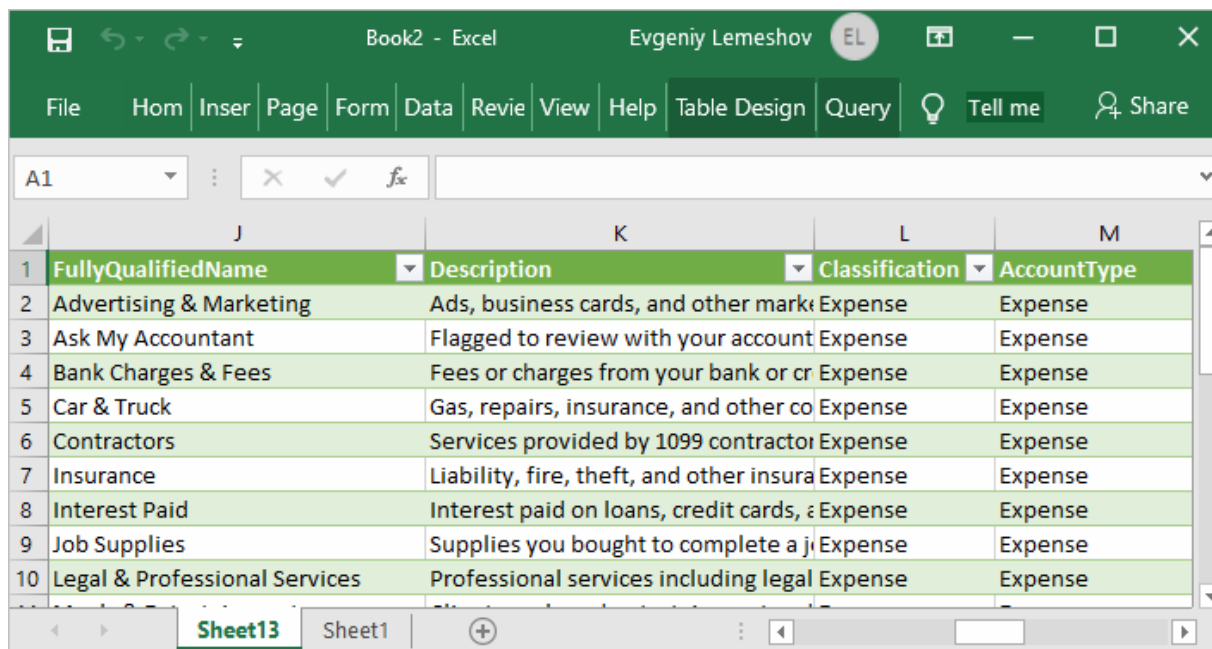 Book2 - Excel Evgeniy Lemeshov EL
File Hom Inser Page Form Data Revie View Help Table Design Query Tell me Share
A1 fx
J K L M
1 FullyQualifiedName Description Classification AccountType
2 Advertising & Marketing Ads, business cards, and other marke Expense Expense
3 Ask My Accountant Flagged to review with your account Expense Expense
4 Bank Charges & Fees Fees or charges from your bank or cr Expense Expense
5 Car & Truck Gas, repairs, insurance, and other co Expense Expense
6 Contractors Services provided by 1099 contractor Expense Expense
7 Insurance Liability, fire, theft, and other insura Expense Expense
8 Interest Paid Interest paid on loans, credit cards, a Expense Expense
9 Job Supplies Supplies you bought to complete a j Expense Expense
10 Legal & Professional Services Professional services including legal Expense Expense
Sheet13 Sheet1